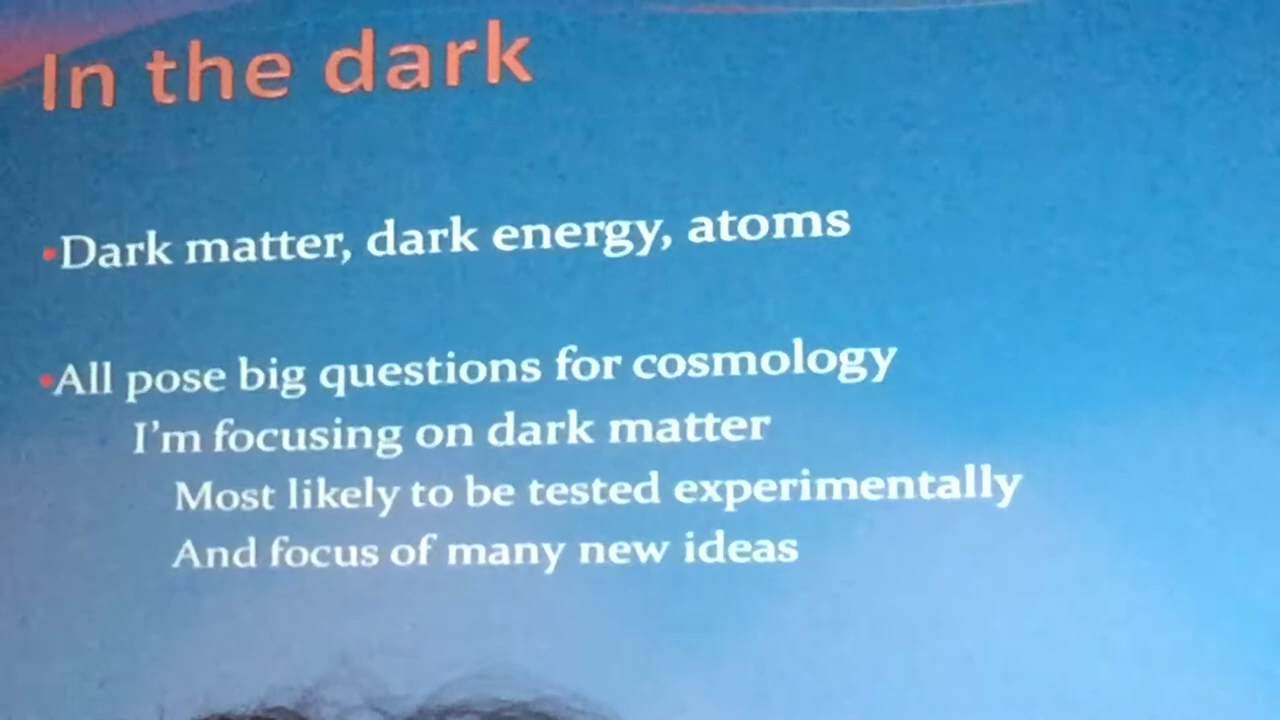 In the dark
▪Dark matter, dark energy, atoms
▪All pose big questions for cosmology
I'm focusing on dark matter
Most likely to be tested experimentally
And focus of many new ideas